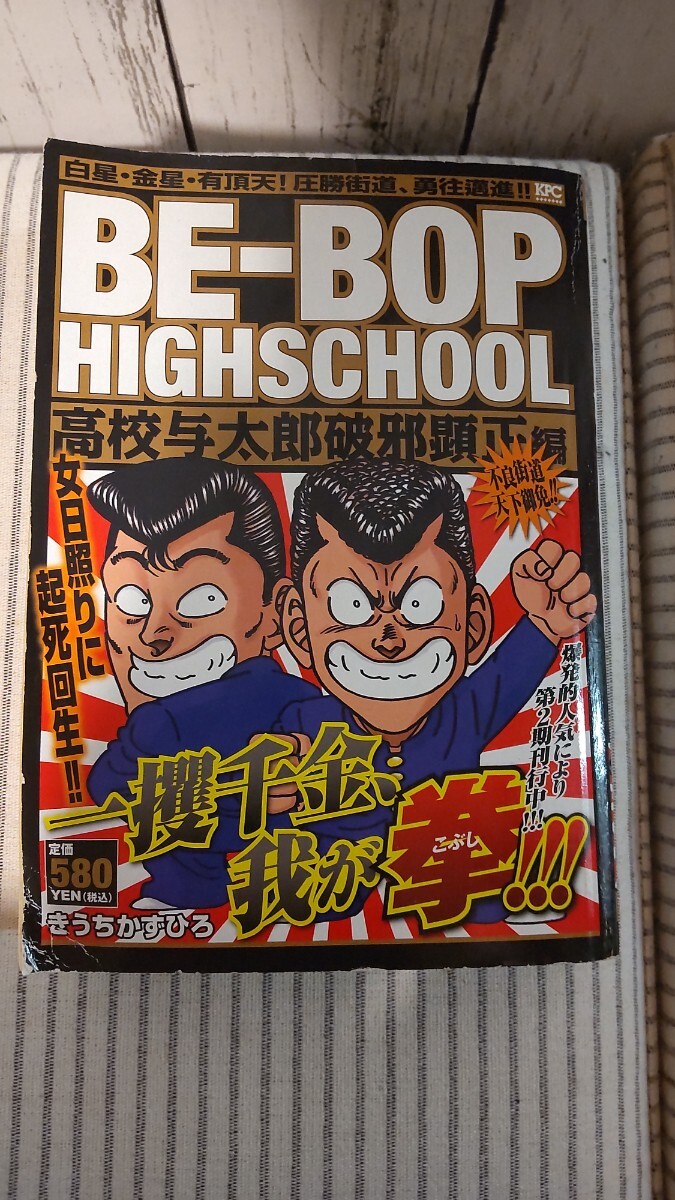 白星・金星・有頂天!圧勝街道、勇往邁進!!
KPC
BE-BOP
HIGHSCHOOL
高校与太郎破邪顕正編
不良街道
天下御免!!
女日照りに
起死回生!!
爆発的人気により
第2期刊行中!!!
一攫千金、
我が拳!!!
こぶし
定価
580
YEN(税込)
きうちかずひろ